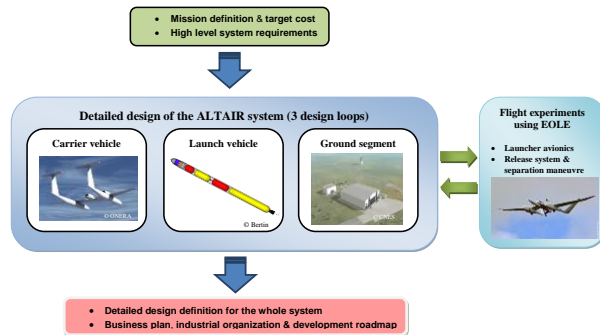 Mission definition & target cost
High level system requirements
Detailed design of the ALTAIR system (3 design loops)
Carrier vehicle
Launch vehicle
Ground segment
© ONERA
© Bertin
© CNES
Flight experiments
using EOLE
Launcher avionics
Release system &
separation maneuvre
Detailed design definition for the whole system
Business plan, industrial organization & development roadmap